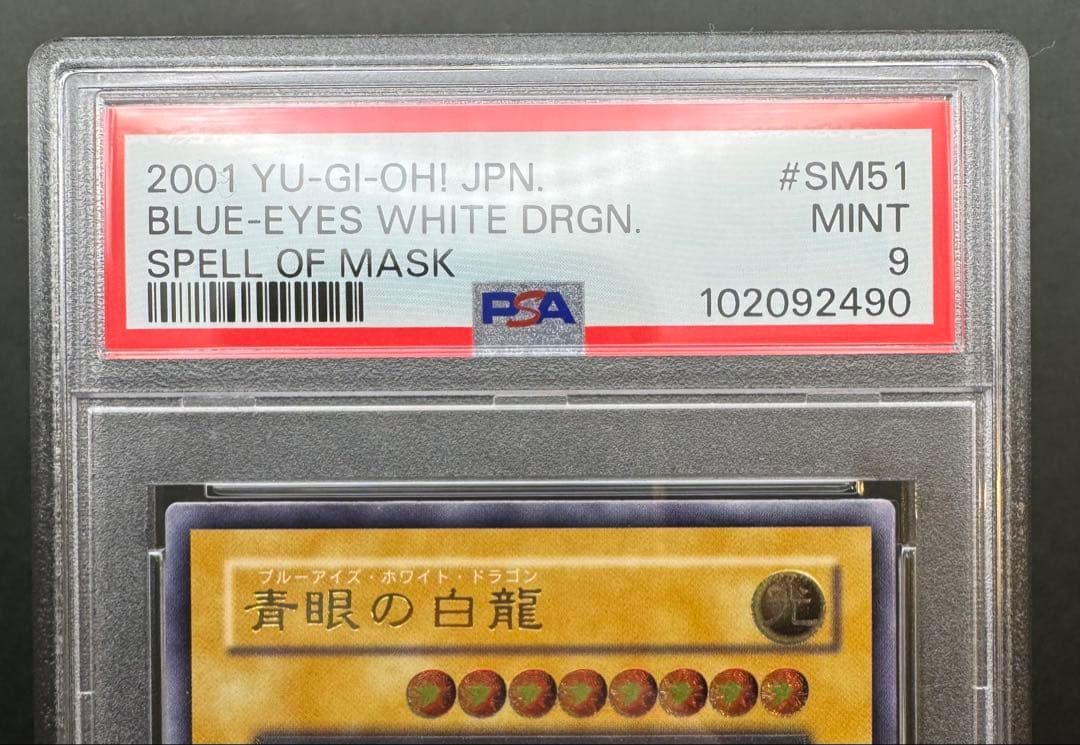 2001 YU-GI-OH! JPN. #SM51
BLUE-EYES WHITE DRGN. MINT
SPELL OF MASK 9
PSA 102092490
ブルーアイズ・ホワイト・ドラゴン
青眼の白龍 光